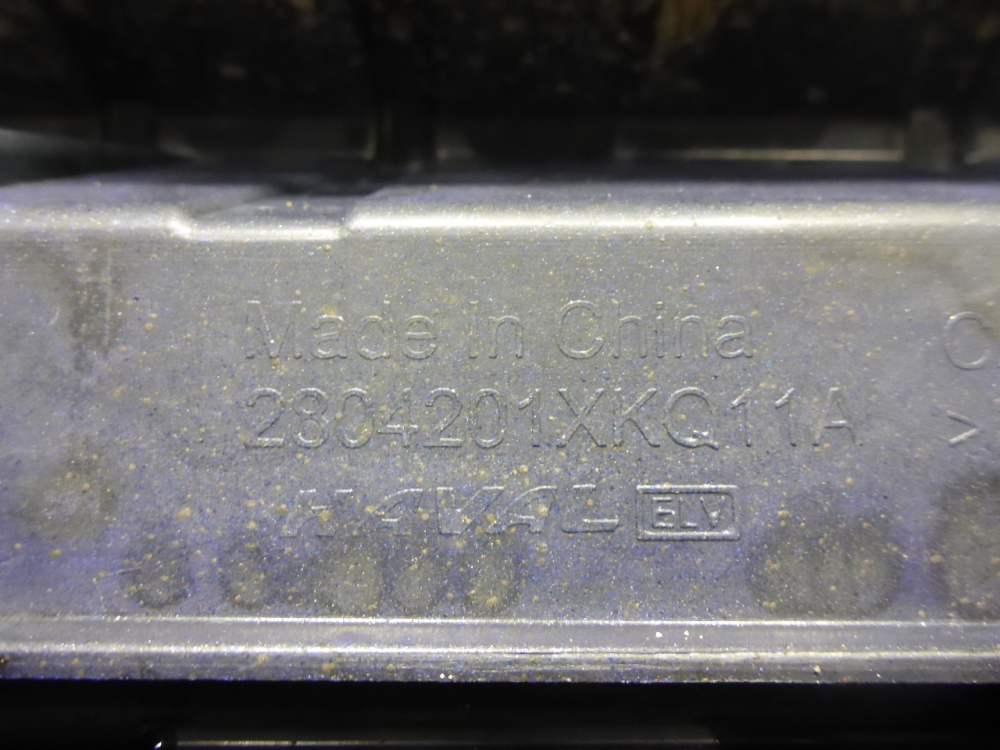 Made in China C
2804201XKQ11A >
HAVAL ELV